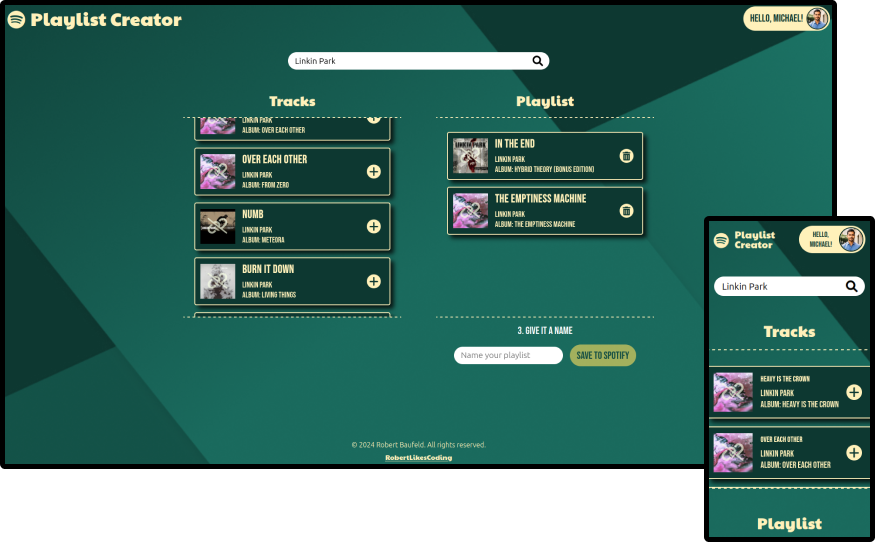 Playlist Creator
HELLO, MICHAEL!
Linkin Park
Tracks
LINKIN PARK
ALBUM: OVER EACH OTHER
OVER EACH OTHER
LINKIN PARK
ALBUM: FROM ZERO
NUMB
LINKIN PARK
ALBUM: METEORA
BURN IT DOWN
LINKIN PARK
ALBUM: LIVING THINGS
Playlist
IN THE END
LINKIN PARK
ALBUM: HYBRID THEORY (BONUS EDITION)
THE EMPTINESS MACHINE
LINKIN PARK
ALBUM: THE EMPTINESS MACHINE
3. GIVE IT A NAME
Name your playlist
SAVE TO SPOTIFY
© 2024 Robert Baufeld. All rights reserved.
RobertLikesCoding
Playlist
Creator
HELLO,
MICHAEL!
Linkin Park
Tracks
HEAVY IS THE CROWN
LINKIN PARK
ALBUM: HEAVY IS THE CROWN
OVER EACH OTHER
LINKIN PARK
ALBUM: OVER EACH OTHER
Playlist